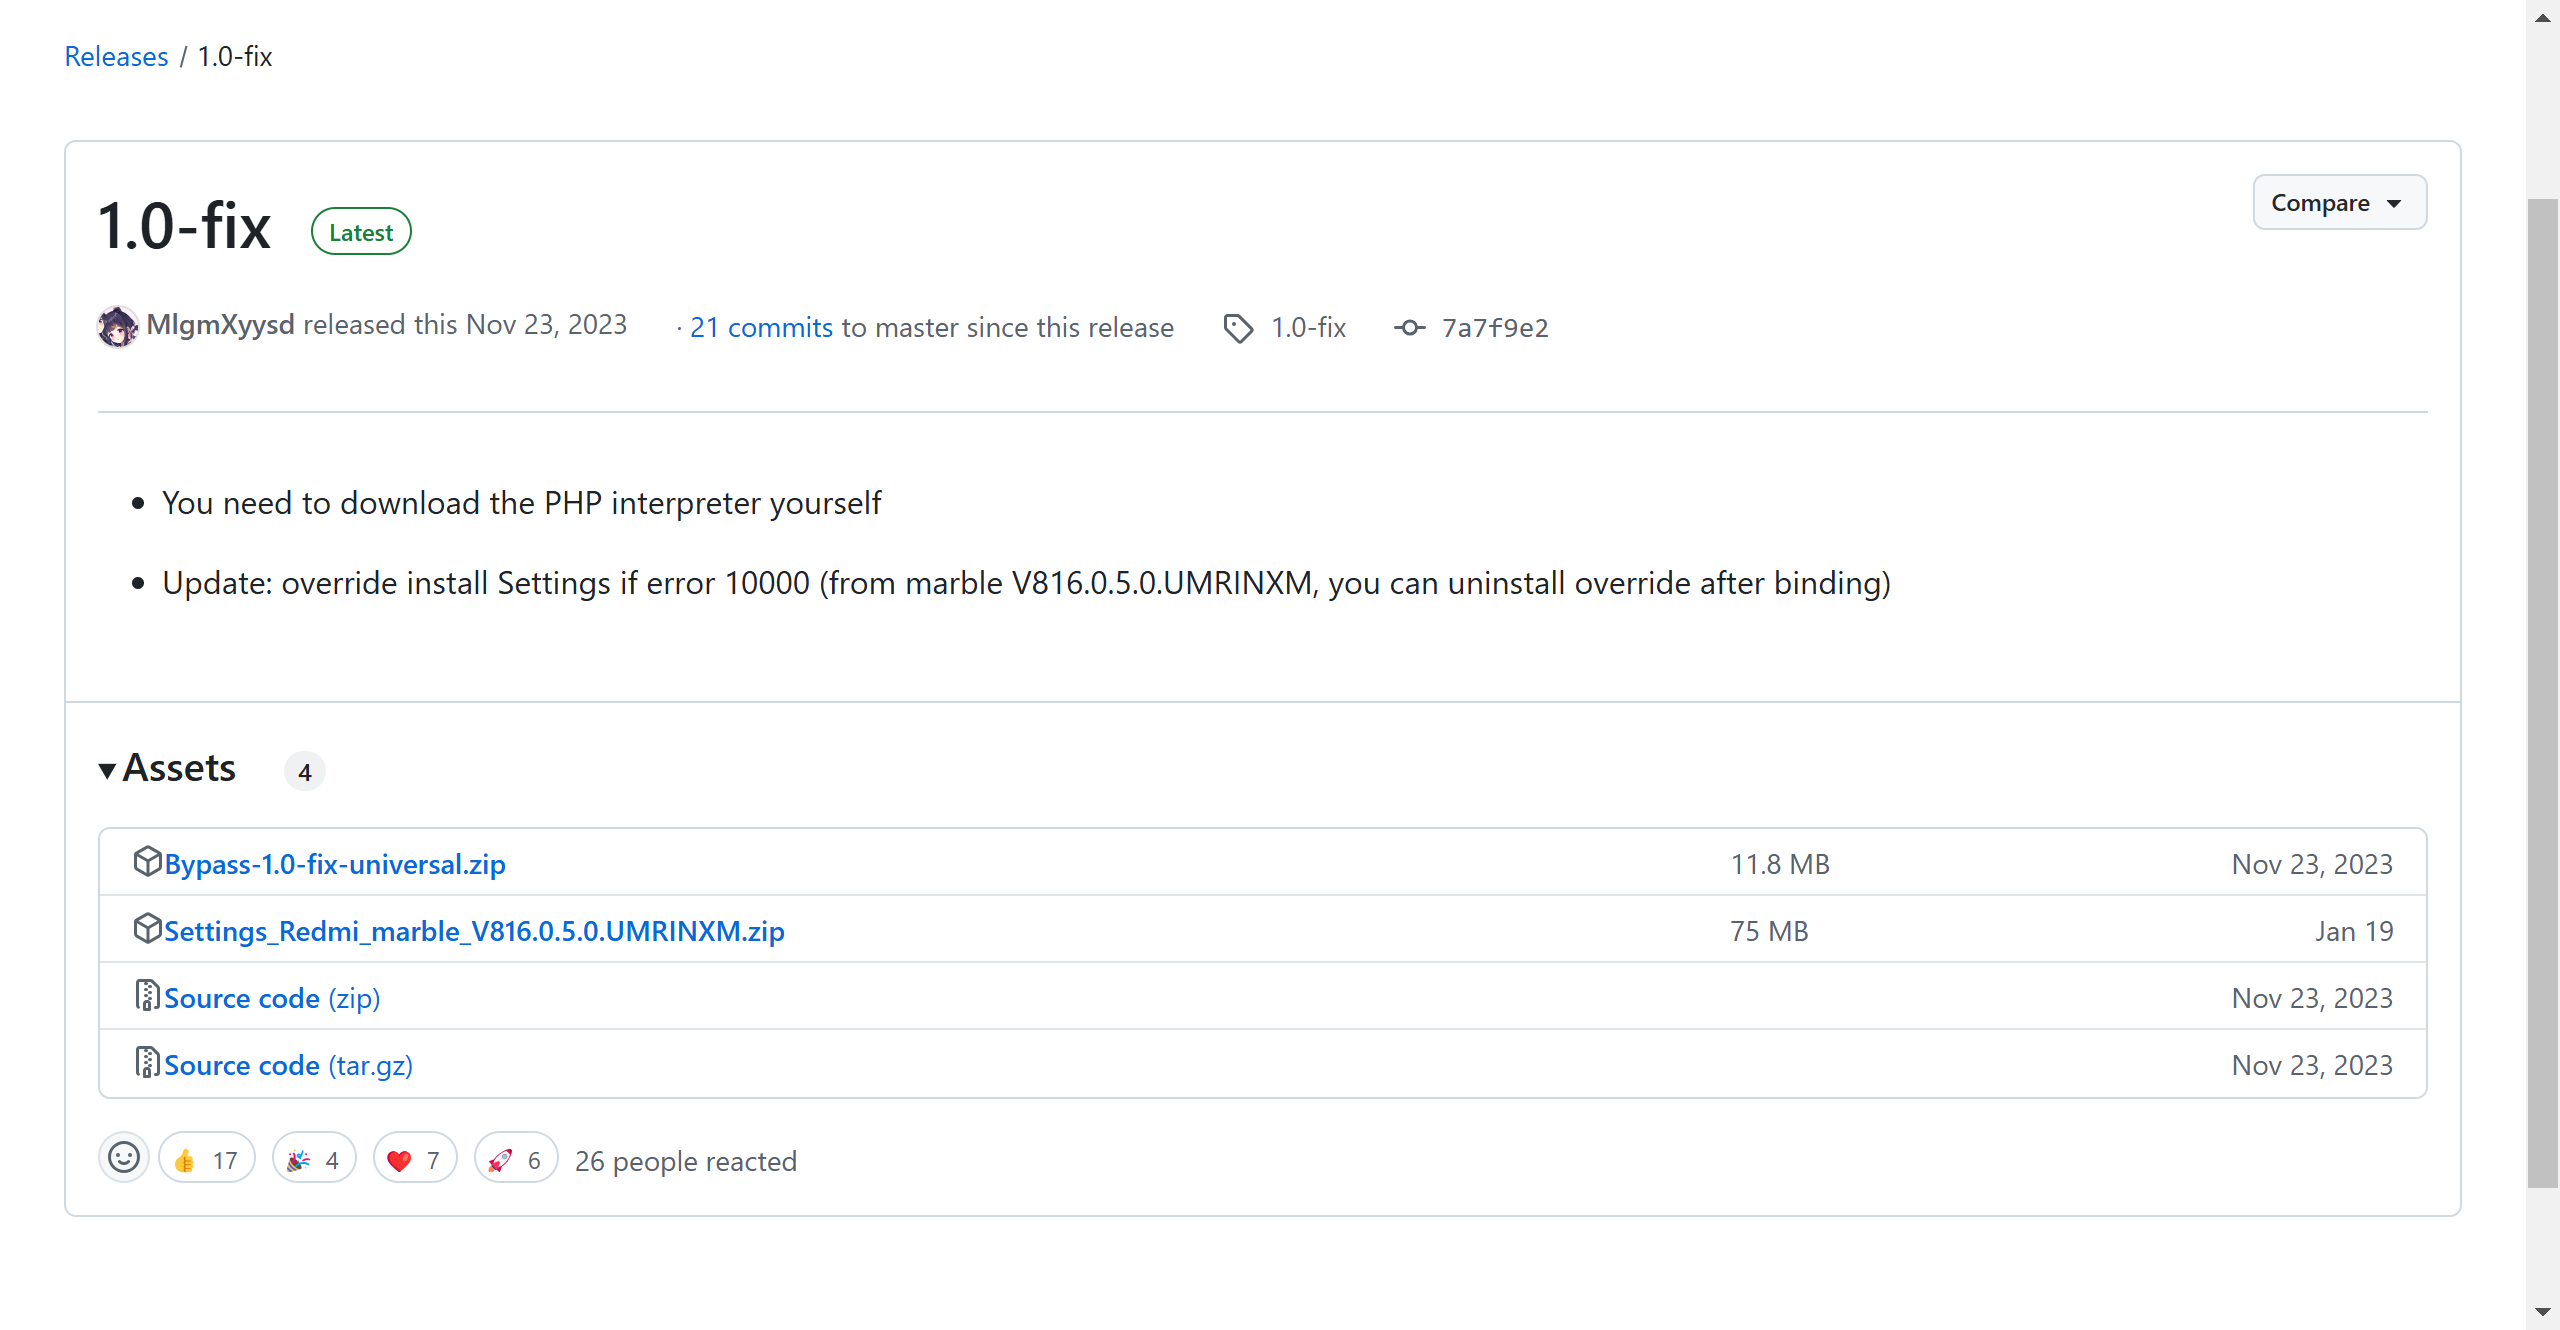 Releases / 1.0-fix
1.0-fix Latest
Compare
MlgmXyysd released this Nov 23, 2023 · 21 commits to master since this release 1.0-fix 7a7f9e2
You need to download the PHP interpreter yourself
Update: override install Settings if error 10000 (from marble V816.0.5.0.UMRINXM, you can uninstall override after binding)
Assets 4
Bypass-1.0-fix-universal.zip 11.8 MB Nov 23, 2023
Settings_Redmi_marble_V816.0.5.0.UMRINXM.zip 75 MB Jan 19
Source code (zip) Nov 23, 2023
Source code (tar.gz) Nov 23, 2023
17 4 7 6 26 people reacted